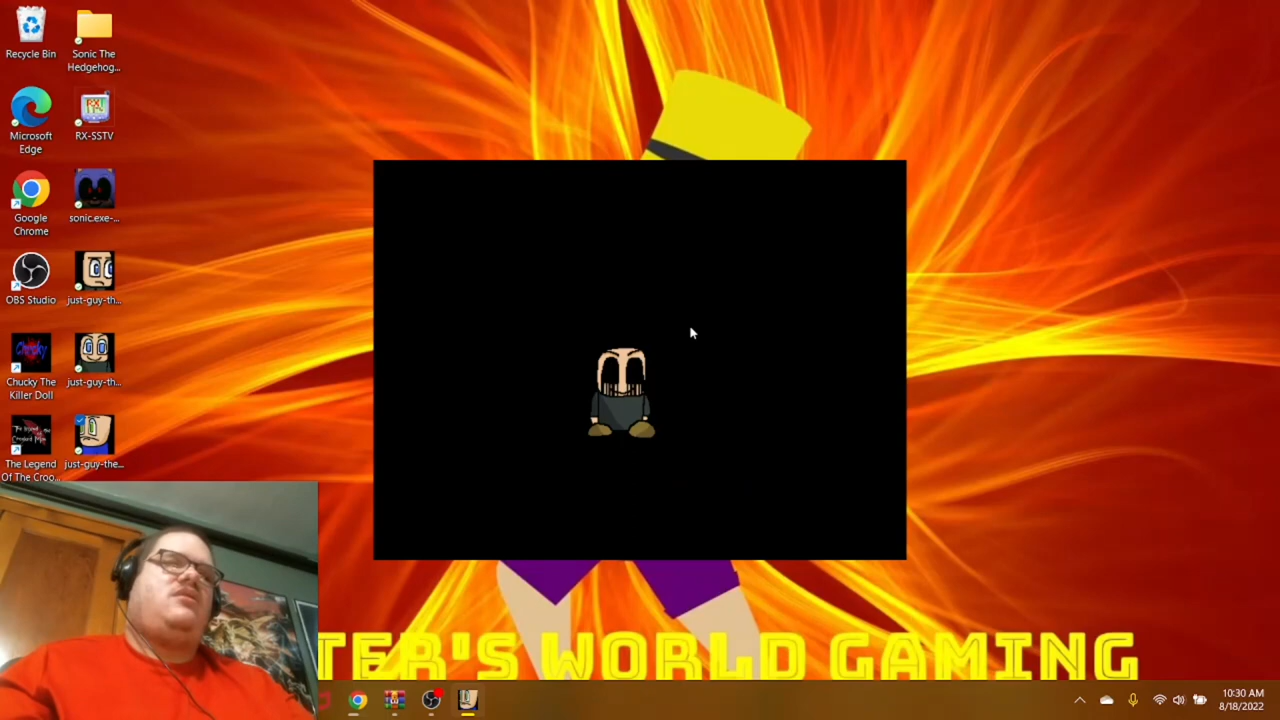 Recycle Bin
Sonic The
Hedgehog...
Microsoft
Edge
RX-SSTV
Google
Chrome
sonic.exe-...
OBS Studio
just-guy-th...
Chucky
Chucky The
Killer Doll
just-guy-th...
The Legend
Of The Croo...
just-guy-the...
TER'S WORLD GAMING
10:30 AM
8/18/2022